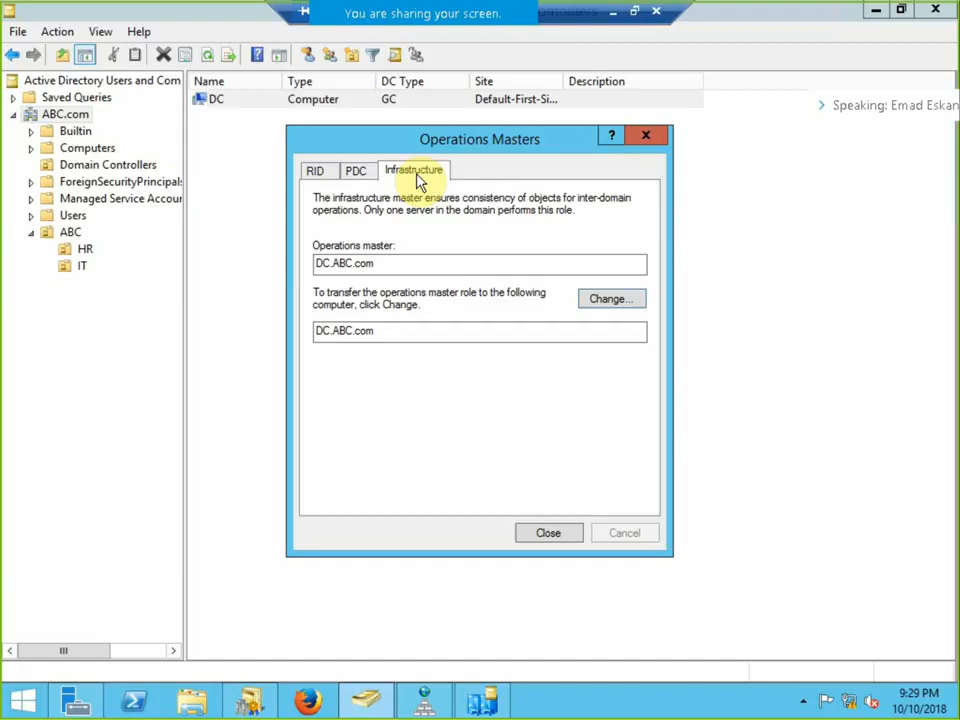 You are sharing your screen.
File Action View Help
Active Directory Users and Com
Saved Queries
ABC.com
Builtin
Computers
Domain Controllers
ForeignSecurityPrincipals
Managed Service Accour
Users
ABC
HR
IT
Name Type DC Type Site Description
DC Computer GC Default-First-Si...
Speaking: Emad Eskan
Operations Masters
?
RID PDC Infrastructure
The infrastructure master ensures consistency of objects for inter-domain
operations. Only one server in the domain performs this role.
Operations master:
DC.ABC.com
To transfer the operations master role to the following
computer, click Change.
Change...
DC.ABC.com
Close Cancel
9:29 PM
10/10/2018